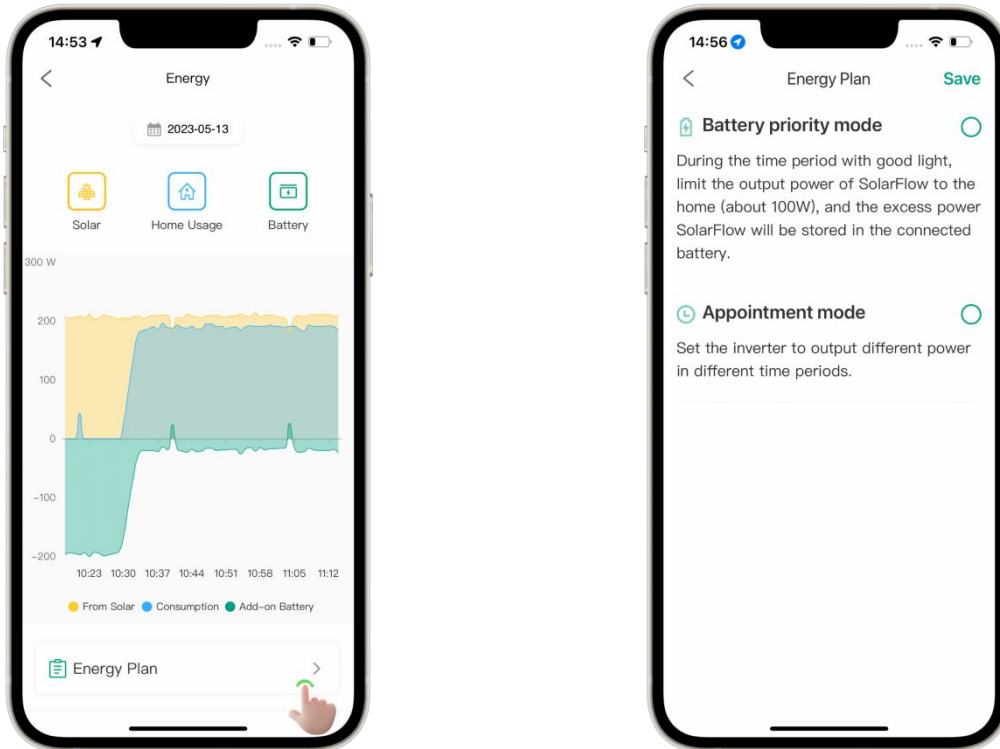 14:53
Energy
2023-05-13
Solar
Home Usage
Battery
300 W
200
100
0
-100
-200
10:23 10:30 10:37 10:44 10:51 10:58 11:05 11:12
From Solar
Consumption
Add-on Battery
Energy Plan
14:56
Energy Plan
Save
Battery priority mode
During the time period with good light,
limit the output power of SolarFlow to the
home (about 100W), and the excess power
SolarFlow will be stored in the connected
battery.
Appointment mode
Set the inverter to output different power
in different time periods.